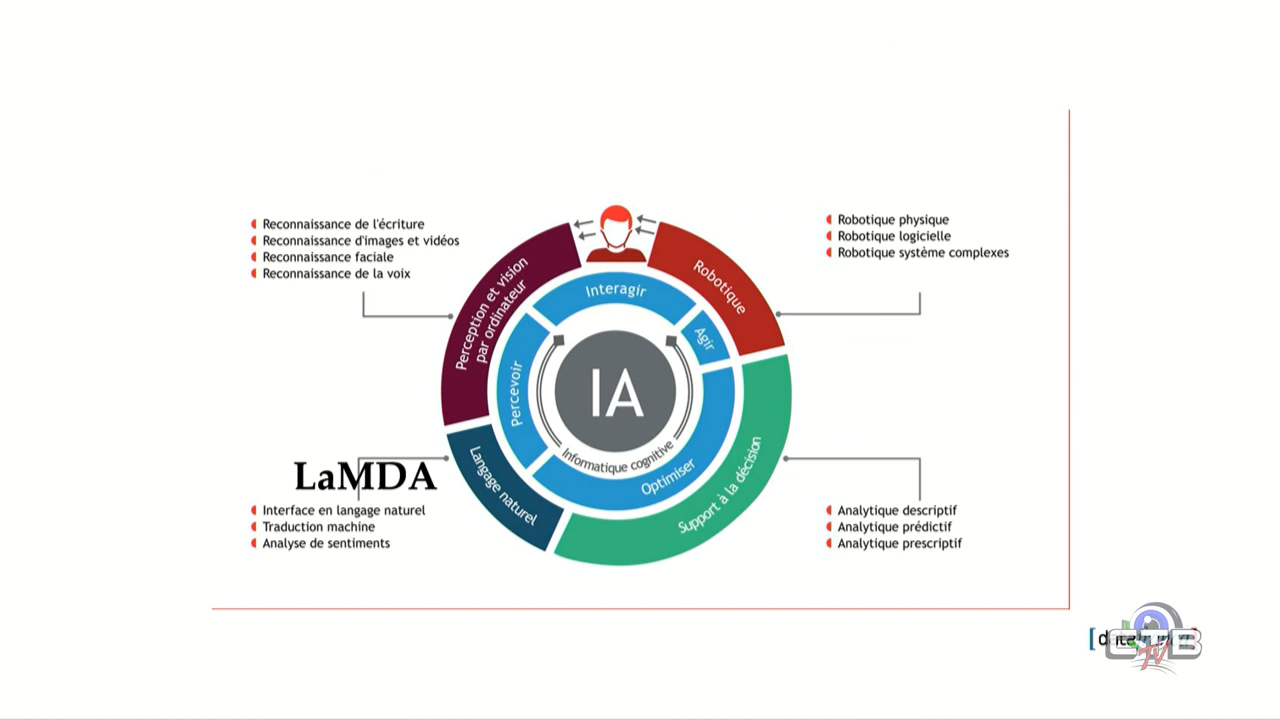 Reconnaissance de l'écriture
Reconnaissance d'images et vidéos
Reconnaissance faciale
Reconnaissance de la voix
Robotique physique
Robotique logicielle
Robotique système complexes
Perception et vision
par ordinateur
Robotique
Interagir
Agir
Percevoir
IA
Informatique cognitive
Optimiser
Langage naturel
Support à la décision
LaMDA
Interface en langage naturel
Traduction machine
Analyse de sentiments
Analytique descriptif
Analytique prédictif
Analytique prescriptif
TV